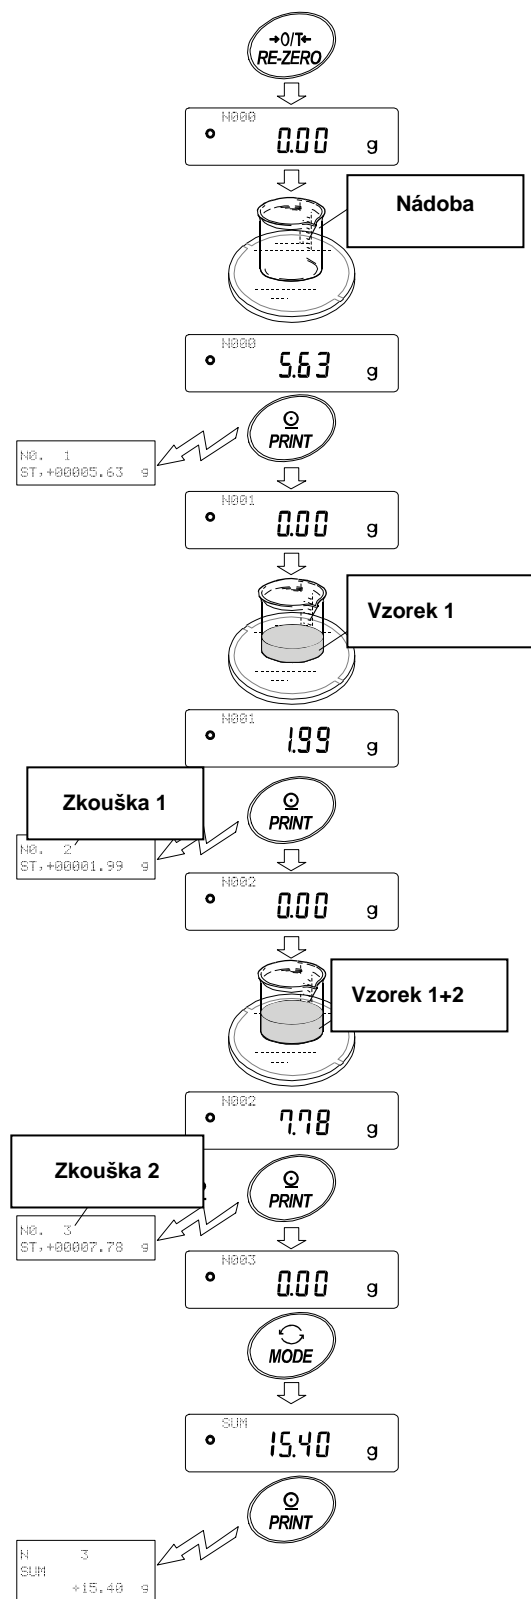 →0/T←
RE-ZERO
N000
0.00 g
Nádoba
N000
5.63 g
PRINT
N0. 1
ST,+00005.63 g
N001
0.00 g
Vzorek 1
N001
1.99 g
Zkouška 1
PRINT
N0. 2
ST,+00001.99 g
N002
0.00 g
Vzorek 1+2
N002
7.78 g
Zkouška 2
PRINT
N0. 3
ST,+00007.78 g
N003
0.00 g
MODE
SUM
15.40 g
PRINT
N 3
SUM
+15.40 g